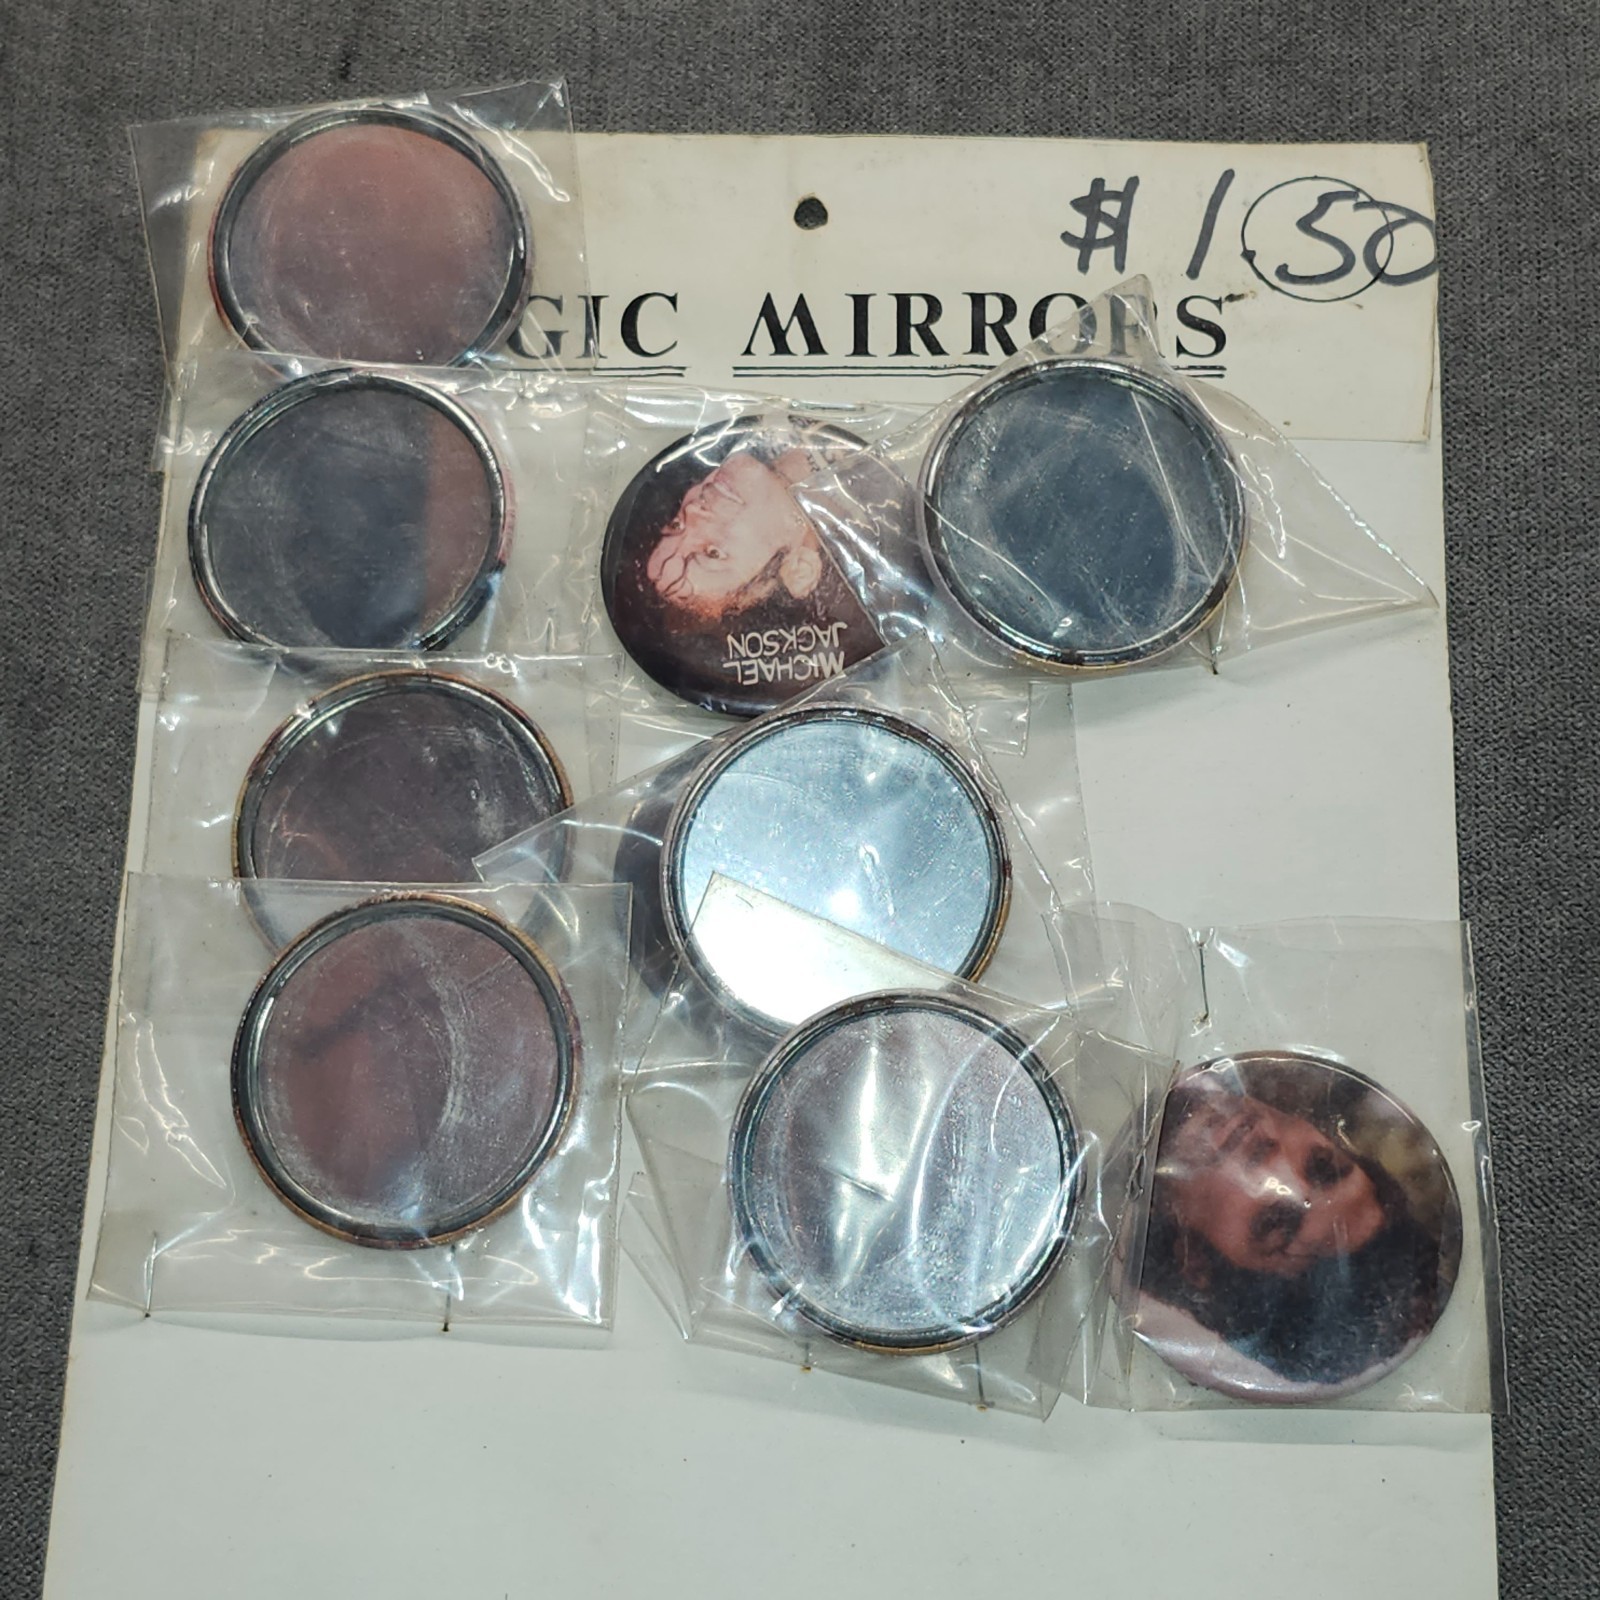 $1.50
GIC MIRRORS
MICHAEL
JACKSON